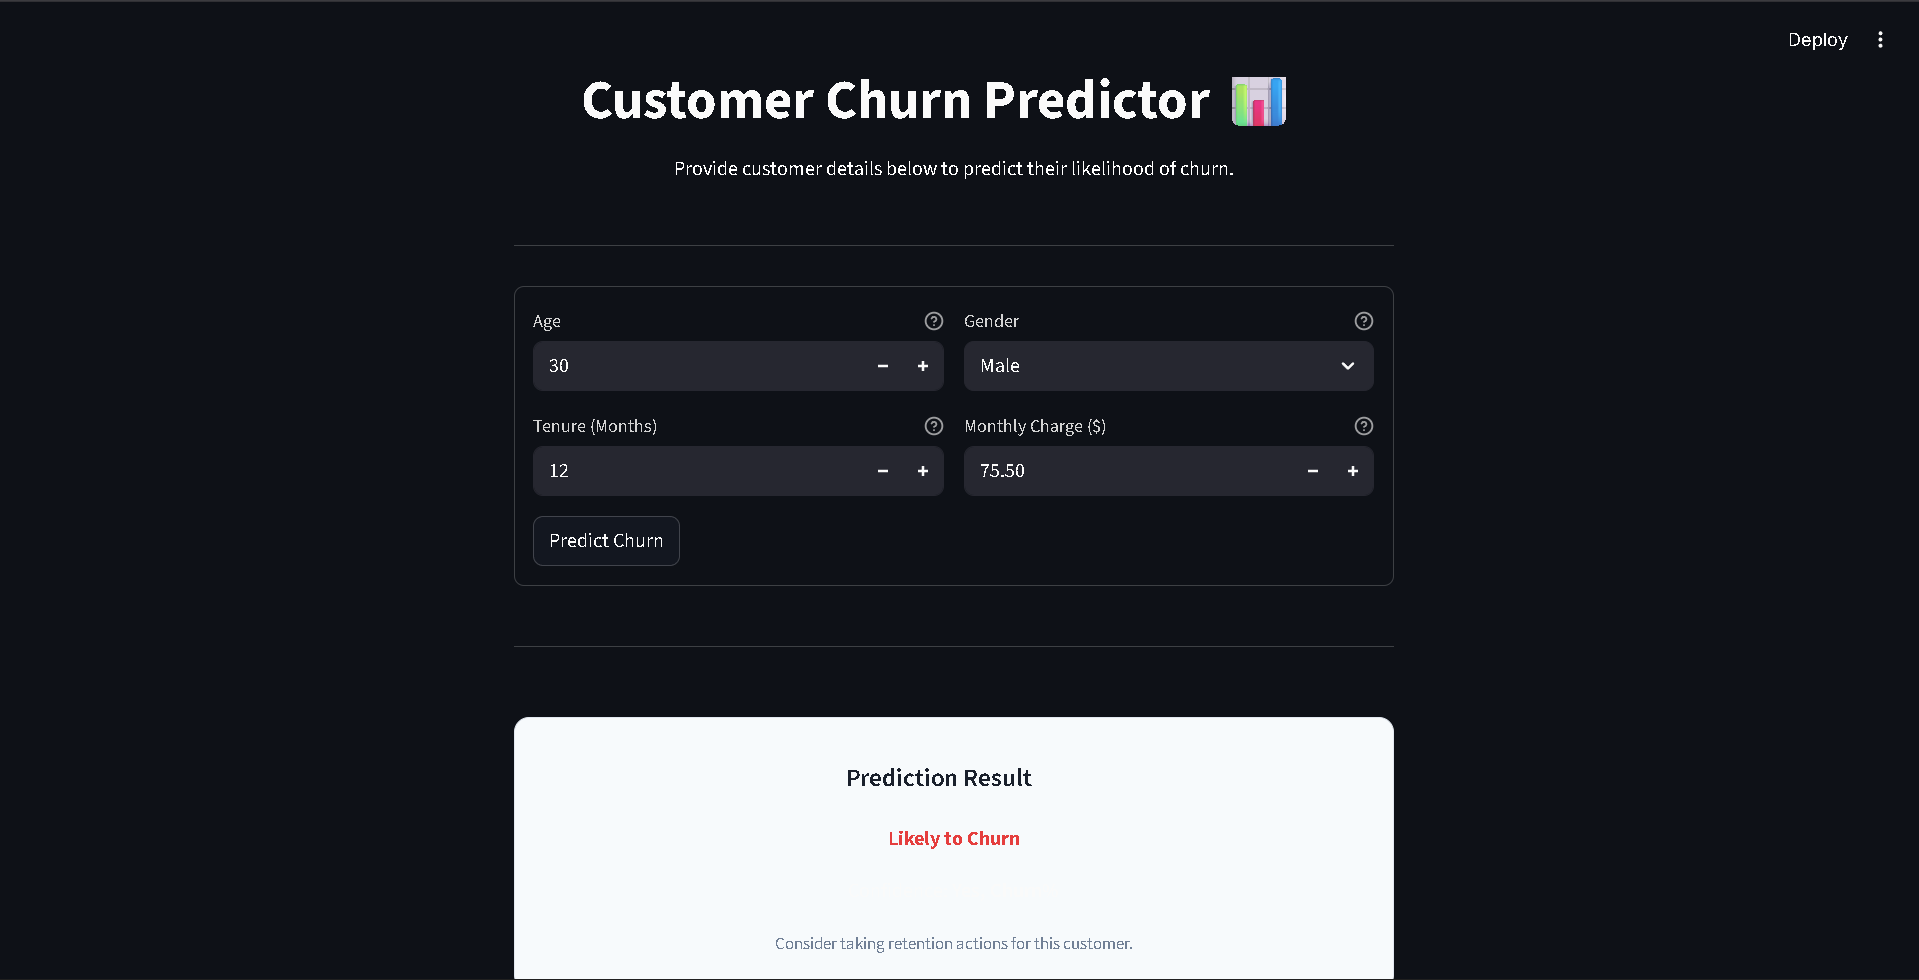 Deploy
Customer Churn Predictor
Provide customer details below to predict their likelihood of churn.
Age
Gender
30
Male
Tenure (Months)
Monthly Charge ($)
12
75.50
Predict Churn
Prediction Result
Likely to Churn
Consider taking retention actions for this customer.